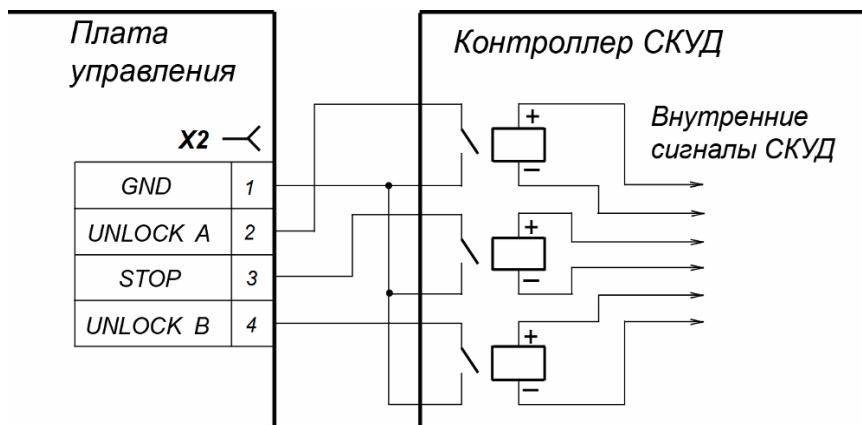 Плата
управления
Контроллер СКУД
X2
Внутренние
сигналы СКУД
GND 1
UNLOCK A 2
STOP 3
UNLOCK B 4
+
−
+
−
+
−